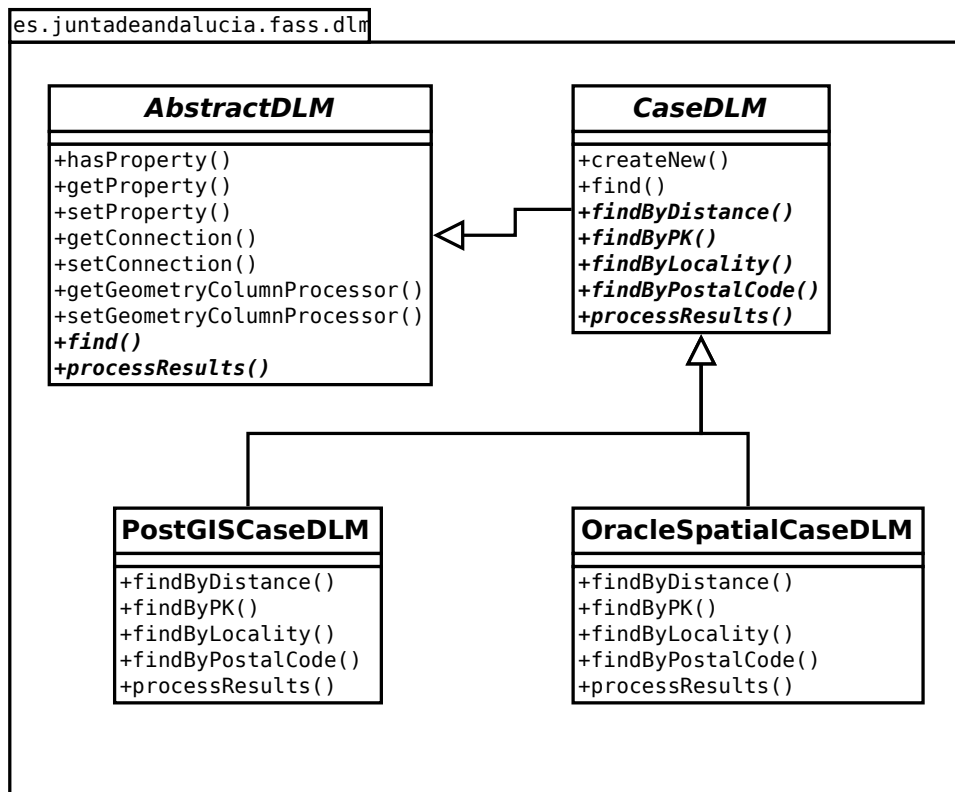 es.juntadeandalucia.fass.dlm
AbstractDLM
+hasProperty()
+getProperty()
+setProperty()
+getConnection()
+setConnection()
+getGeometryColumnProcessor()
+setGeometryColumnProcessor()
+find()
+processResults()
CaseDLM
+createNew()
+find()
+findByDistance()
+findByPK()
+findByLocality()
+findByPostalCode()
+processResults()
PostGISCaseDLM
+findByDistance()
+findByPK()
+findByLocality()
+findByPostalCode()
+processResults()
OracleSpatialCaseDLM
+findByDistance()
+findByPK()
+findByLocality()
+findByPostalCode()
+processResults()